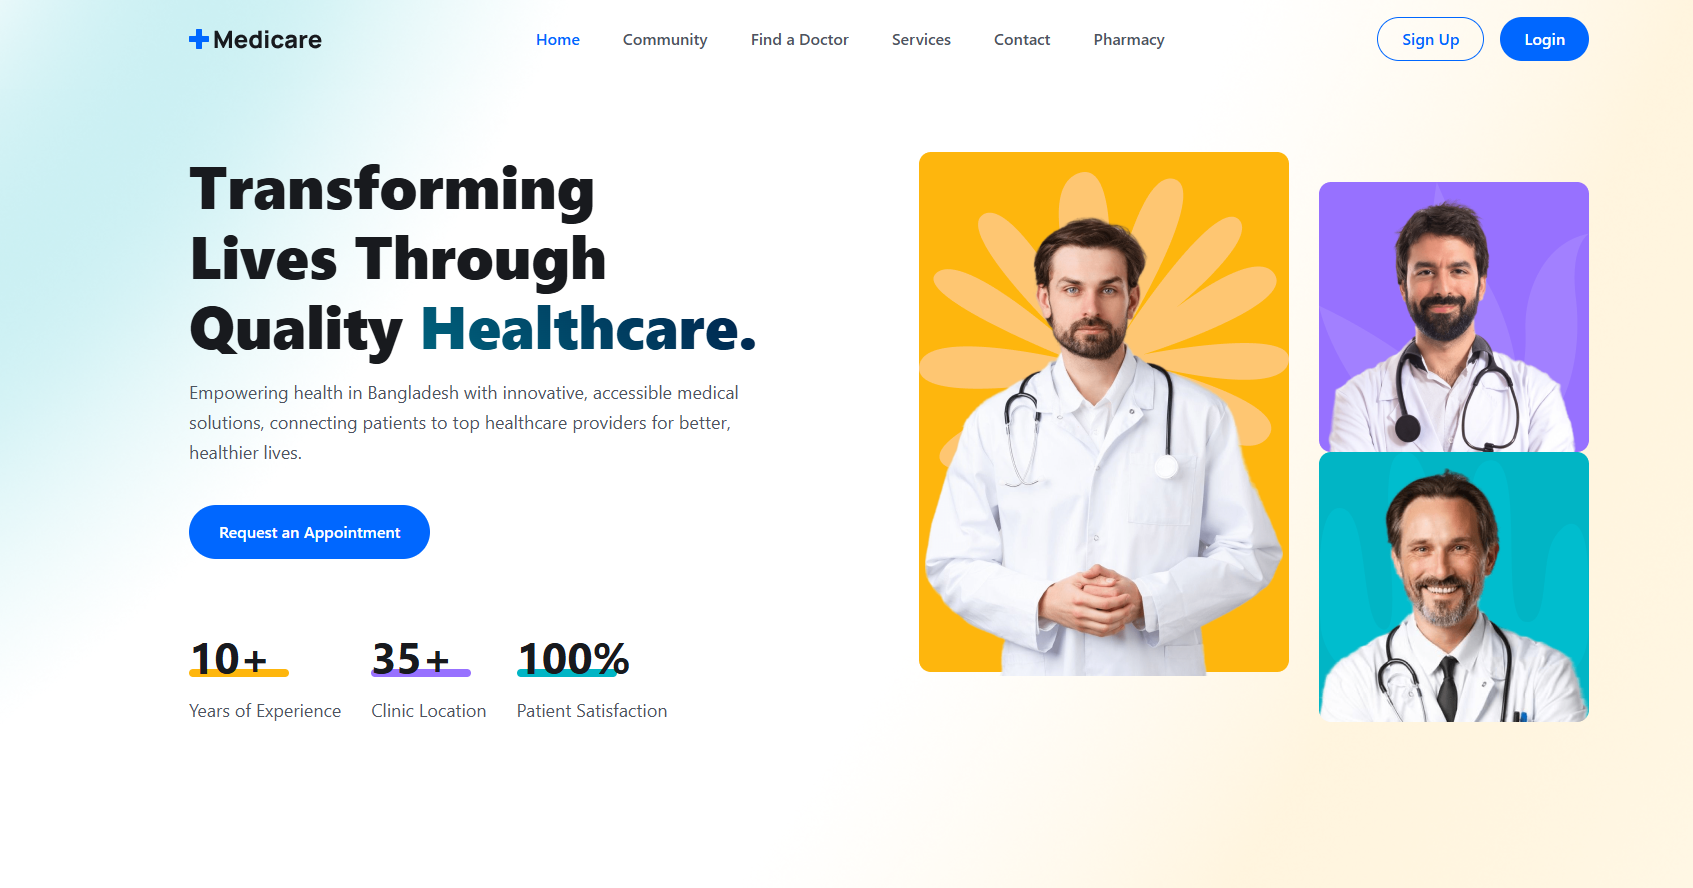 Medicare
Home
Community
Find a Doctor
Services
Contact
Pharmacy
Sign Up
Login
Transforming
Lives Through
Quality Healthcare.
Empowering health in Bangladesh with innovative, accessible medical
solutions, connecting patients to top healthcare providers for better,
healthier lives.
Request an Appointment
10+
Years of Experience
35+
Clinic Location
100%
Patient Satisfaction